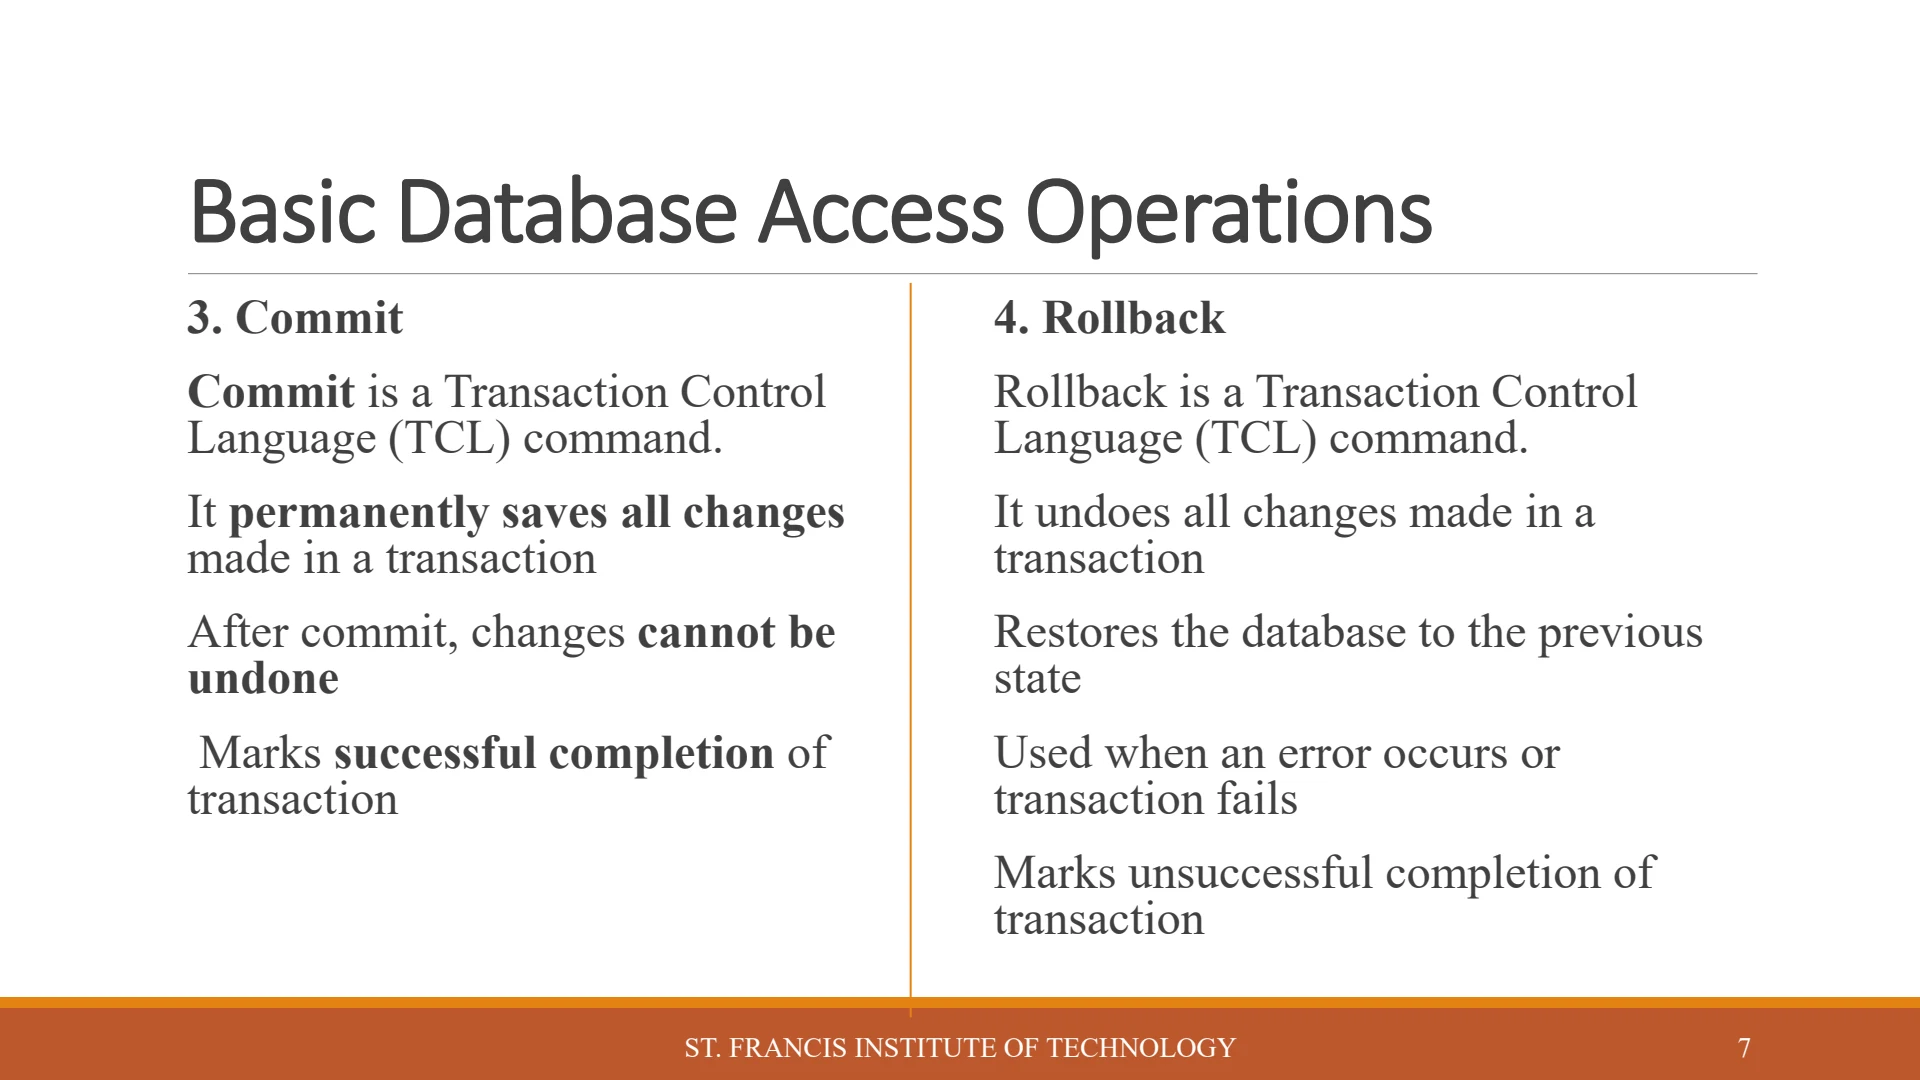 Basic Database Access Operations
3. Commit
Commit is a Transaction Control
Language (TCL) command.
It permanently saves all changes
made in a transaction
After commit, changes cannot be
undone
Marks successful completion of
transaction
4. Rollback
Rollback is a Transaction Control
Language (TCL) command.
It undoes all changes made in a
transaction
Restores the database to the previous
state
Used when an error occurs or
transaction fails
Marks unsuccessful completion of
transaction
ST. FRANCIS INSTITUTE OF TECHNOLOGY
7